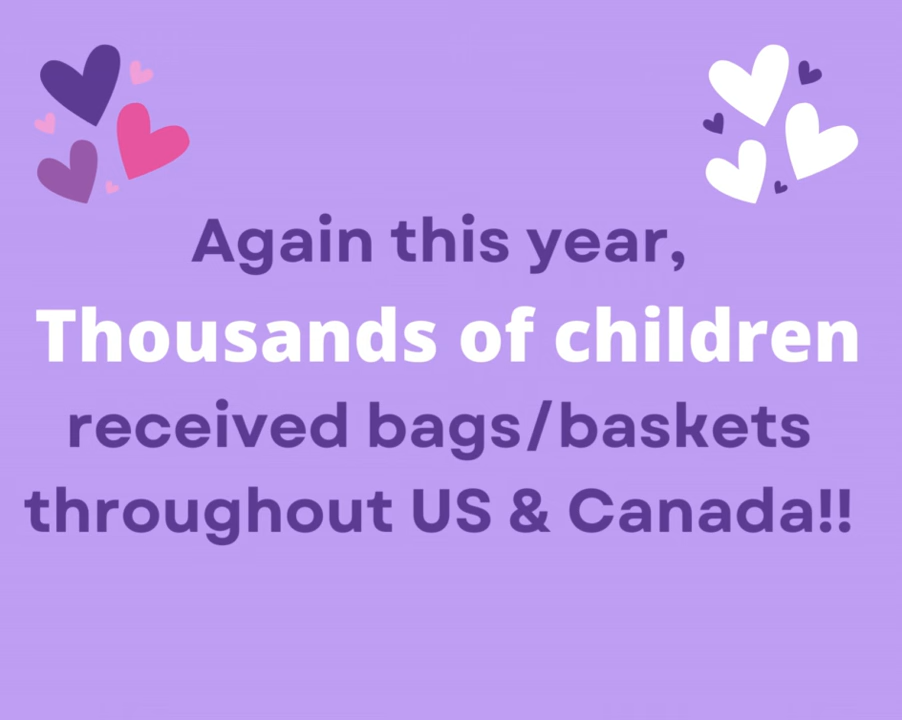 Again this year,
Thousands of children
received bags/baskets
throughout US & Canada!!